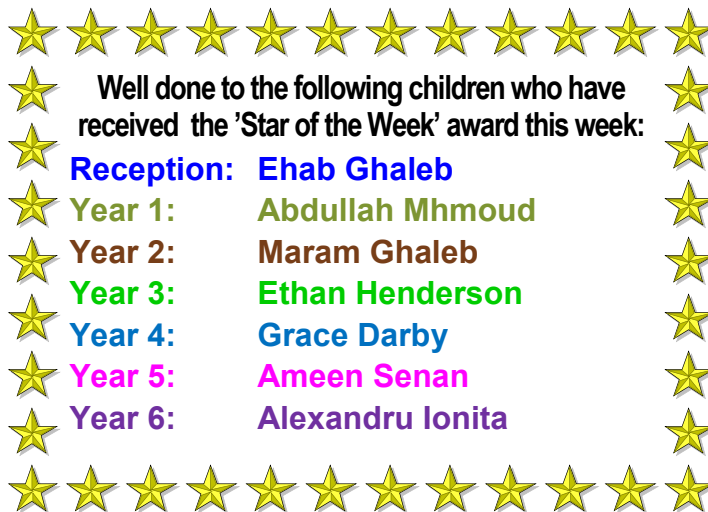 Well done to the following children who have
received the ’Star of the Week’ award this week:
Reception: Ehab Ghaleb
Year 1: Abdullah Mhmoud
Year 2: Maram Ghaleb
Year 3: Ethan Henderson
Year 4: Grace Darby
Year 5: Ameen Senan
Year 6: Alexandru Ionita